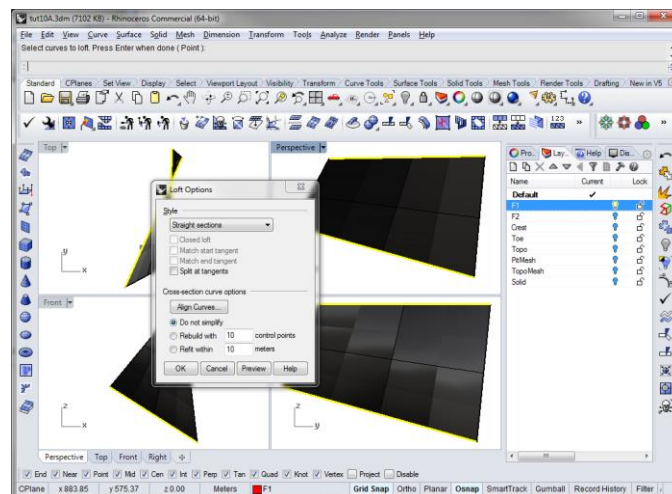 tut10A.3dm (7102 KB) - Rhinoceros Commercial (64-bit)
File Edit View Curve Surface Solid Mesh Dimension Transform Tools Analyze Render Panels Help
Select curves to loft. Press Enter when done ( Point ):
Standard CPlanes Set View Display Select Viewport Layout Visibility Transform Curve Tools Surface Tools Solid Tools Mesh Tools Render Tools Drafting New in V5
Top
Perspective
Front
y
x
z
x
z
y
Loft Options
Style
Straight sections
Closed loft
Match start tangent
Match end tangent
Split at tangents
Cross-section curve options
Align Curves...
Do not simplify
Rebuild with 10 control points
Refit within 10 meters
OK Cancel Preview Help
Pro... Lay... Help Dis...
Name Current Lock
Default
F1
F2
Crest
Toe
Topo
PitMesh
TopoMesh
Solid
Perspective Top Front Right
End Near Point Mid Cen Int Perp Tan Quad Knot Vertex Project Disable
CPlane x 883.85 y 575.37 z 0.00 Meters F1 Grid Snap Ortho Planar Osnap SmartTrack Gumball Record History Filter